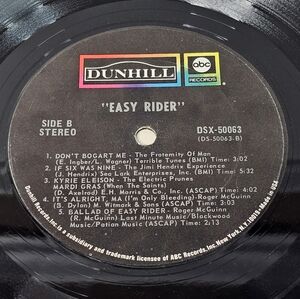 DUNHILL
abc
RECORDS
"EASY RIDER"
SIDE B
STEREO
DSX-50063
(DS-50063-B)
1. DON'T BOGART ME - The Fraternity Of Man
(E. Ingber/L. Wagner) Terrible Tunes (BMI) Time: 3:02
2. IF SIX WAS NINE - The Jimi Hendrix Experience
(J. Hendrix) Sea Lark Enterprises, Inc. (BMI) Time: 5:35
3. KYRIE ELEISON - The Electric Prunes
MARDI GRAS (When The Saints)
(D. Axelrod) E.H. Morris & Co., Inc. (ASCAP) Time:
4. IT'S ALRIGHT, MA (I'm Only Bleeding) - Roger McGuinn
(B. Dylan) M. Witmark & Sons (ASCAP) Time: 3:39
5. BALLAD OF EASY RIDER - Roger McGuinn
(R. McGuinn) Last Minute Music/Blackwood
Music/Patian Music (ASCAP) Time: 2:13
Dunhill Records, Inc. is a subsidiary and trademark licensee of ABC Records, Inc. New York, N.Y. 10019 · Made in U.S.A.